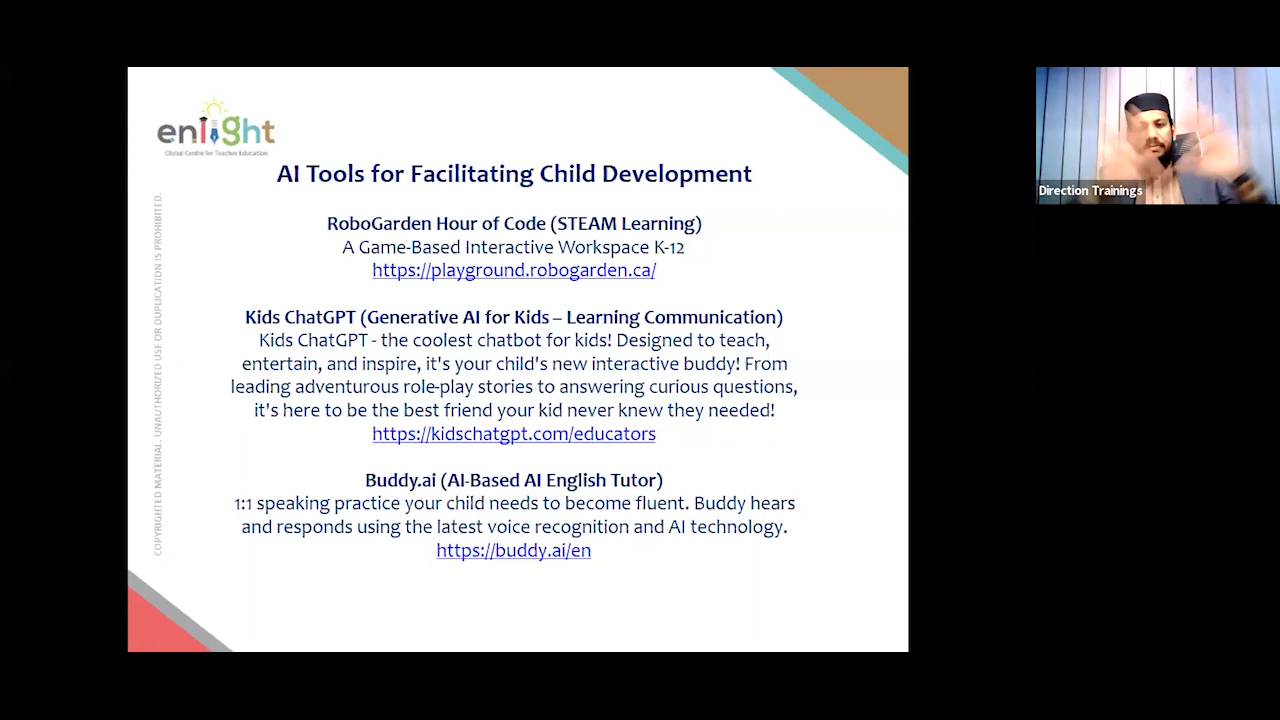 enlight
Global Centre for Teacher Education
AI Tools for Facilitating Child Development
RoboGarden Hour of Code (STEAM Learning)
A Game-Based Interactive Workspace K-12
https://playground.robogarden.ca/
Kids ChatGPT (Generative AI for Kids – Learning Communication)
Kids ChatGPT - the coolest chatbot for kids! Designed to teach,
entertain, and inspire, it's your child's new interactive buddy! From
leading adventurous role-play stories to answering curious questions,
it's here to be the best friend your kid never knew they needed!
https://kidschatgpt.com/educators
Buddy.ai (AI-Based AI English Tutor)
1:1 speaking practice your child needs to become fluent. Buddy hears
and responds using the latest voice recognition and AI technology.
https://buddy.ai/en
COPYRIGHTED MATERIAL. UNAUTHORIZED USE OR DUPLICATION IS PROHIBITED.
Direction Trainings